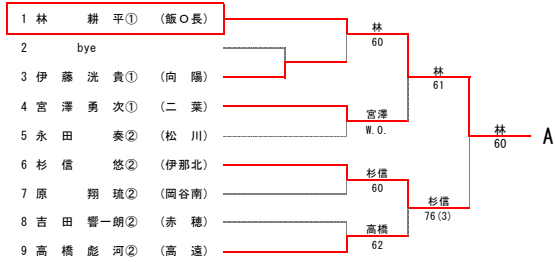 1 林 耕 平① (飯O長)
2 bye
3 伊 藤 洸 貴① (向 陽)
4 宮 澤 勇 次① (二 葉)
5 永 田 奏② (松 川)
6 杉 信 悠② (伊那北)
7 原 翔 琉② (岡谷南)
8 吉 田 響一朗② (赤 穂)
9 高 橋 彪 河② (高 遠)
林
60
宮澤
W.O.
杉信
60
高橋
62
林
61
杉信
76(3)
林
60
A